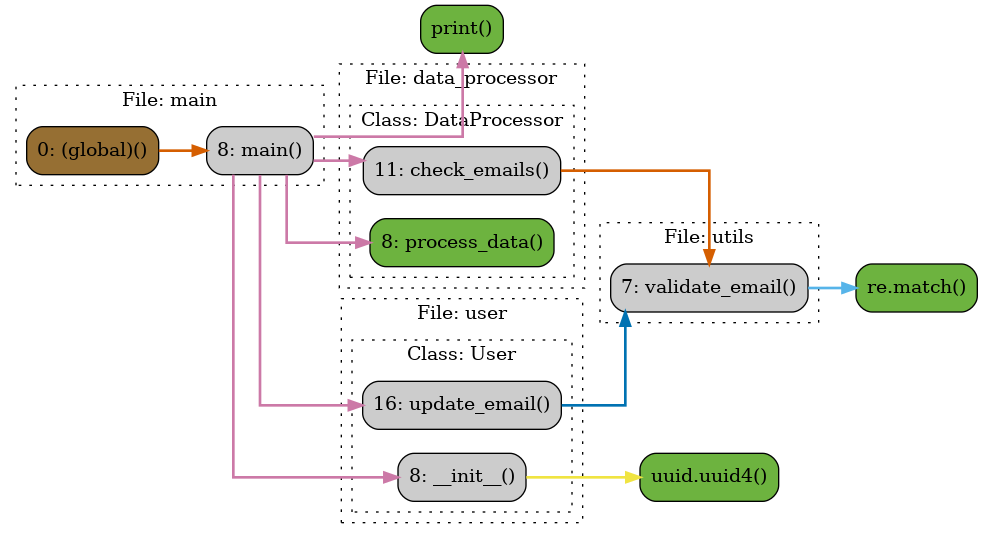 print()
File: data_processor
File: main
Class: DataProcessor
0: (global)()
8: main()
11: check_emails()
8: process_data()
File: utils
7: validate_email()
re.match()
File: user
Class: User
16: update_email()
8: __init__()
uuid.uuid4()